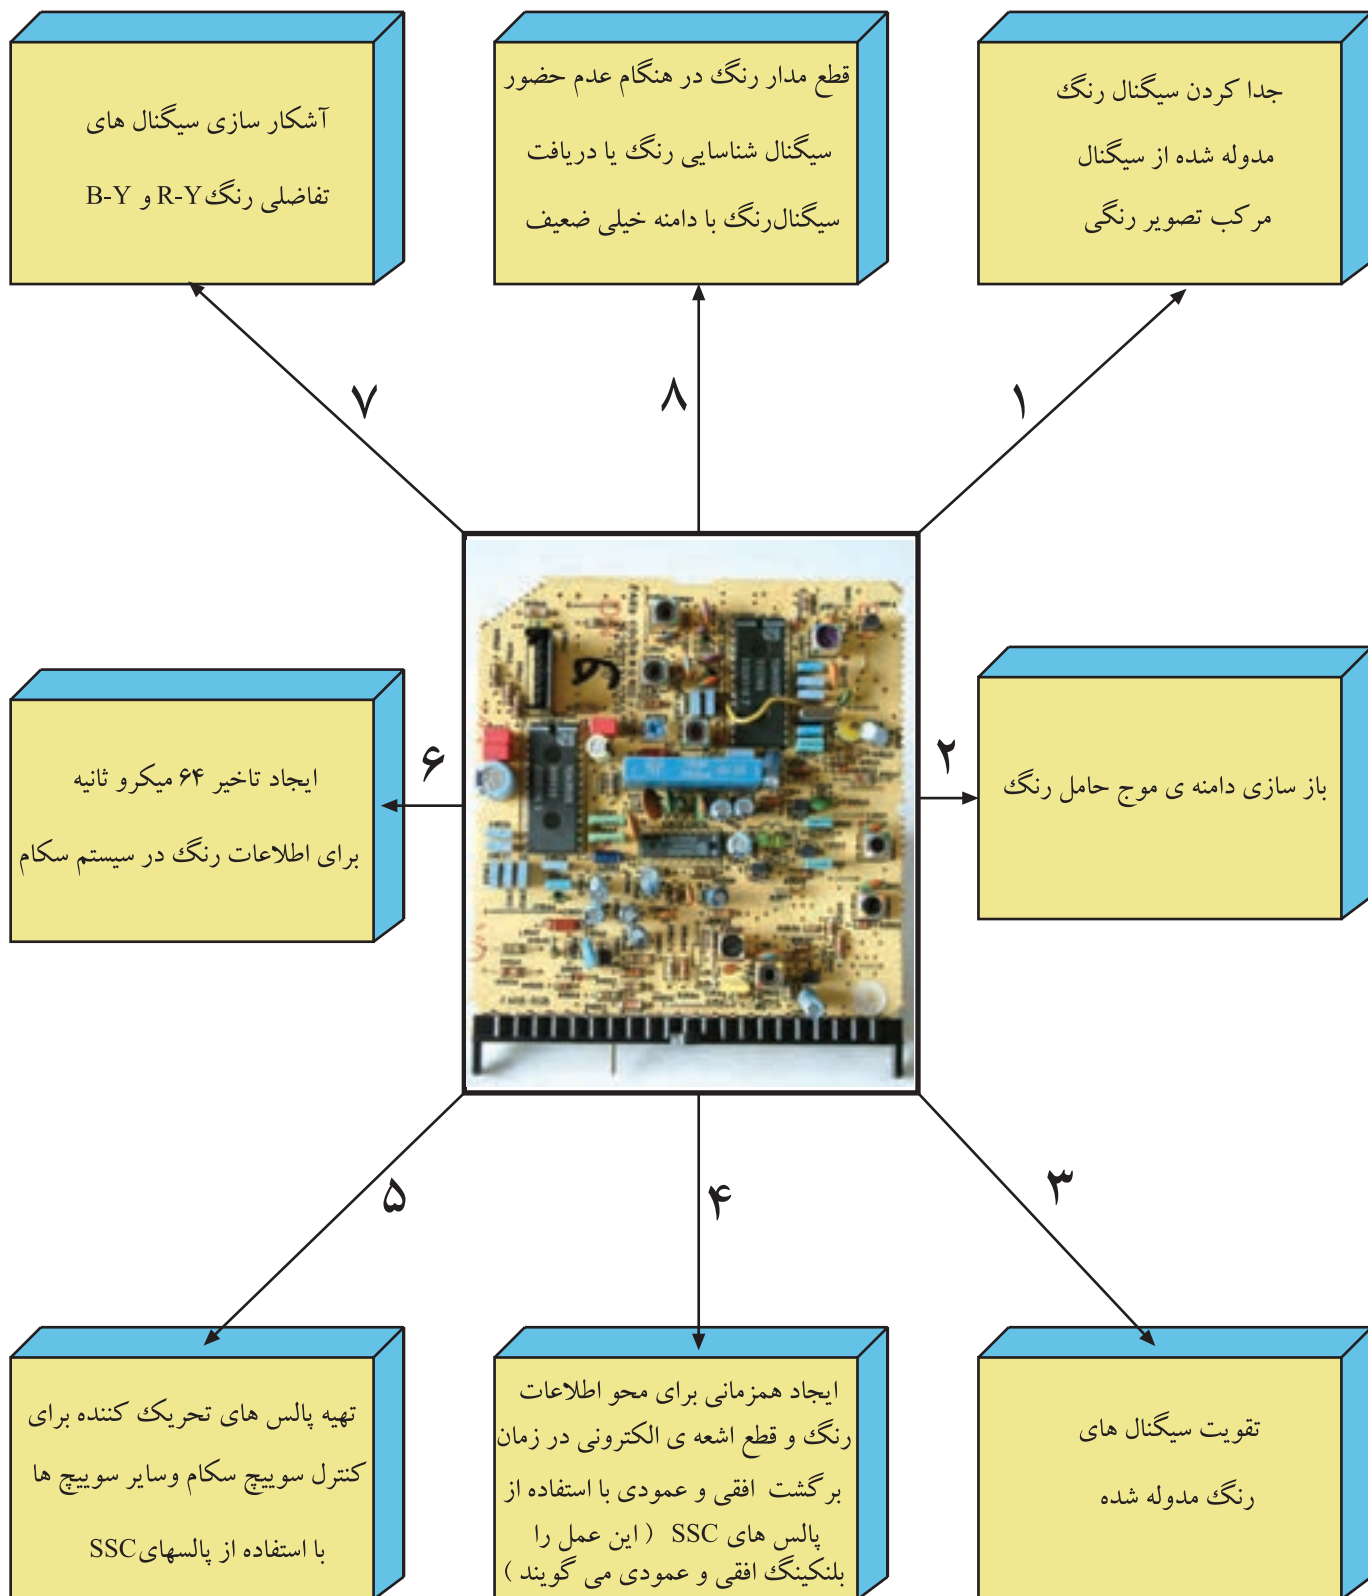 جدا کردن سیگنال رنگ
مدوله شده از سیگنال
مرکب تصویر رنگی
۱
باز سازی دامنه ی موج حامل رنگ
۲
تقویت سیگنال های
رنگ مدوله شده
۳
ایجاد همزمانی برای محو اطلاعات
رنگ و قطع اشعه ی الکترونی در زمان
برگشت افقی و عمودی با استفاده از
پالس های SSC ( این عمل را
بلنکینگ افقی و عمودی می گویند )
۴
تهیه پالس های تحریک کننده برای
کنترل سوییچ سکام وسایر سوییچ ها
با استفاده از پالسهای SSC
۵
ایجاد تاخیر ۶۴ میکرو ثانیه
برای اطلاعات رنگ در سیستم سکام
۶
آشکار سازی سیگنال های
تفاضلی رنگ R-Y و B-Y
۷
قطع مدار رنگ در هنگام عدم حضور
سیگنال شناسایی رنگ یا دریافت
سیگنال رنگ با دامنه خیلی ضعیف
۸